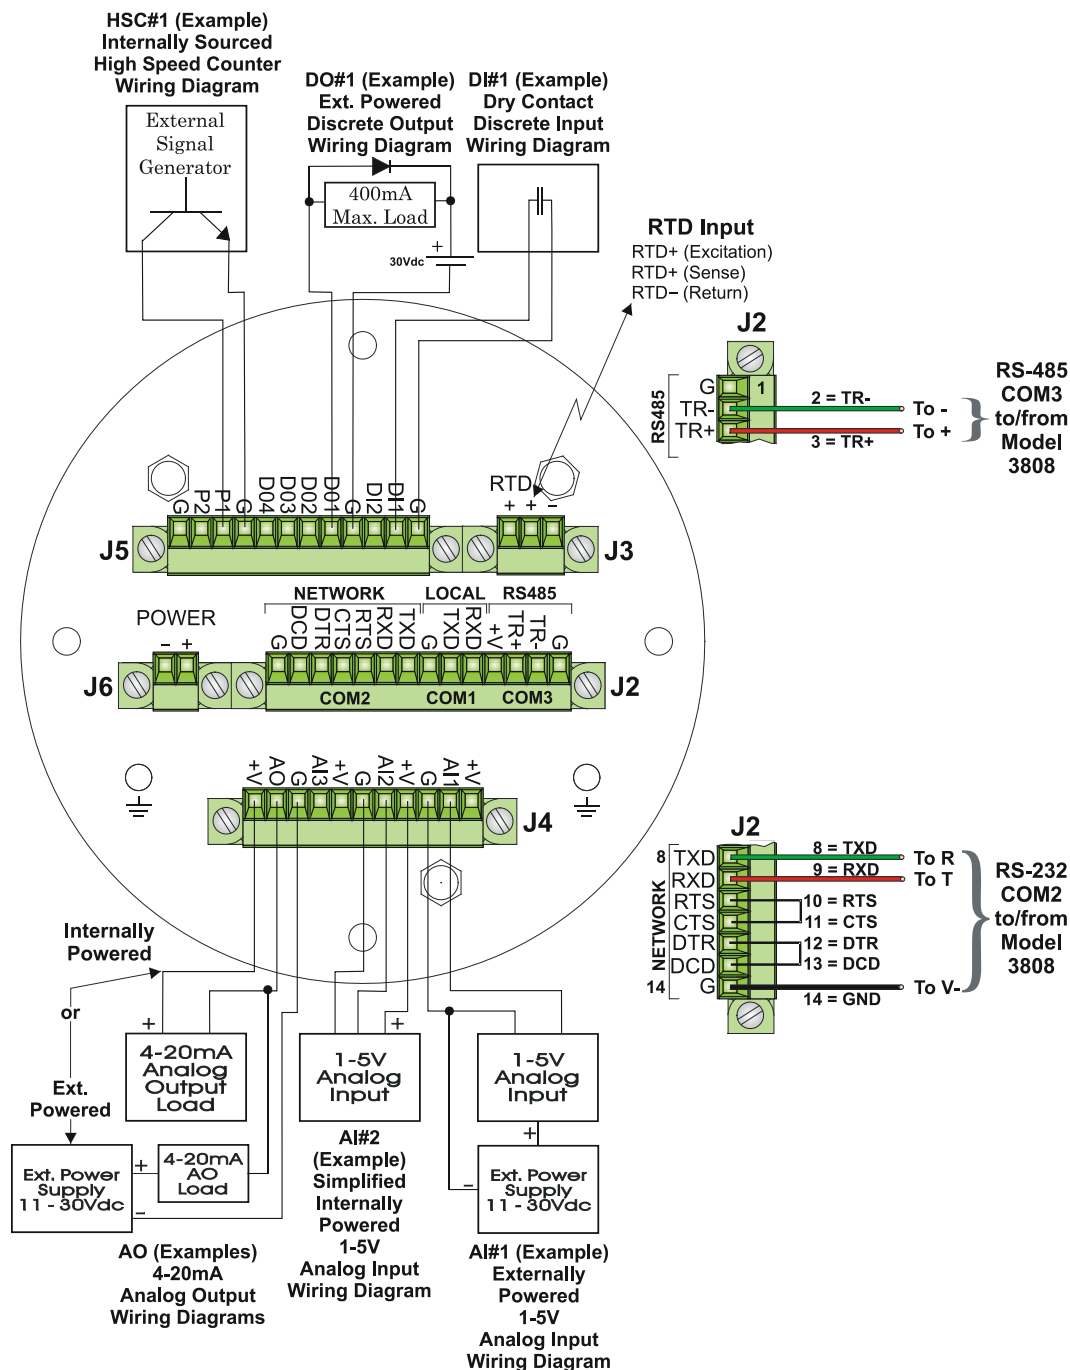 HSC#1 (Example)
Internally Sourced
High Speed Counter
Wiring Diagram
External
Signal
Generator
DO#1 (Example)
Ext. Powered
Discrete Output
Wiring Diagram
400mA
Max. Load
+
30Vdc
DI#1 (Example)
Dry Contact
Discrete Input
Wiring Diagram
RTD Input
RTD+ (Excitation)
RTD+ (Sense)
RTD– (Return)
J2
RS485
G 1
TR- 2 = TR- To -
TR+ 3 = TR+ To +
RS-485
COM3
to/from
Model
3808
G P2 P1 G D04 D03 D02 D01 G DI2 DI1 G
J5
RTD
+ + –
J3
POWER
– +
J6
NETWORK LOCAL RS485
G DCD DTR CTS RTS RXD TXD G TXD RXD +V TR+ TR- G
COM2 COM1 COM3
J2
+V AO G AI3 +V G AI2 +V G AI1 +V
J4
J2
NETWORK
8 TXD 8 = TXD To R
RXD 9 = RXD To T
RTS 10 = RTS
CTS 11 = CTS
DTR 12 = DTR
DCD 13 = DCD
14 G 14 = GND To V-
RS-232
COM2
to/from
Model
3808
Internally
Powered
or
Ext.
Powered
+
4-20mA
Analog
Output
Load
Ext. Power
Supply
11 - 30Vdc
+
–
4-20mA
AO
Load
AO (Examples)
4-20mA
Analog Output
Wiring Diagrams
+
1-5V
Analog
Input
AI#2
(Example)
Simplified
Internally
Powered
1-5V
Analog Input
Wiring Diagram
1-5V
Analog
Input
+
–
Ext. Power
Supply
11 - 30Vdc
AI#1 (Example)
Externally
Powered
1-5V
Analog Input
Wiring Diagram